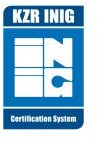 KZR INIG
INiG
Certification System